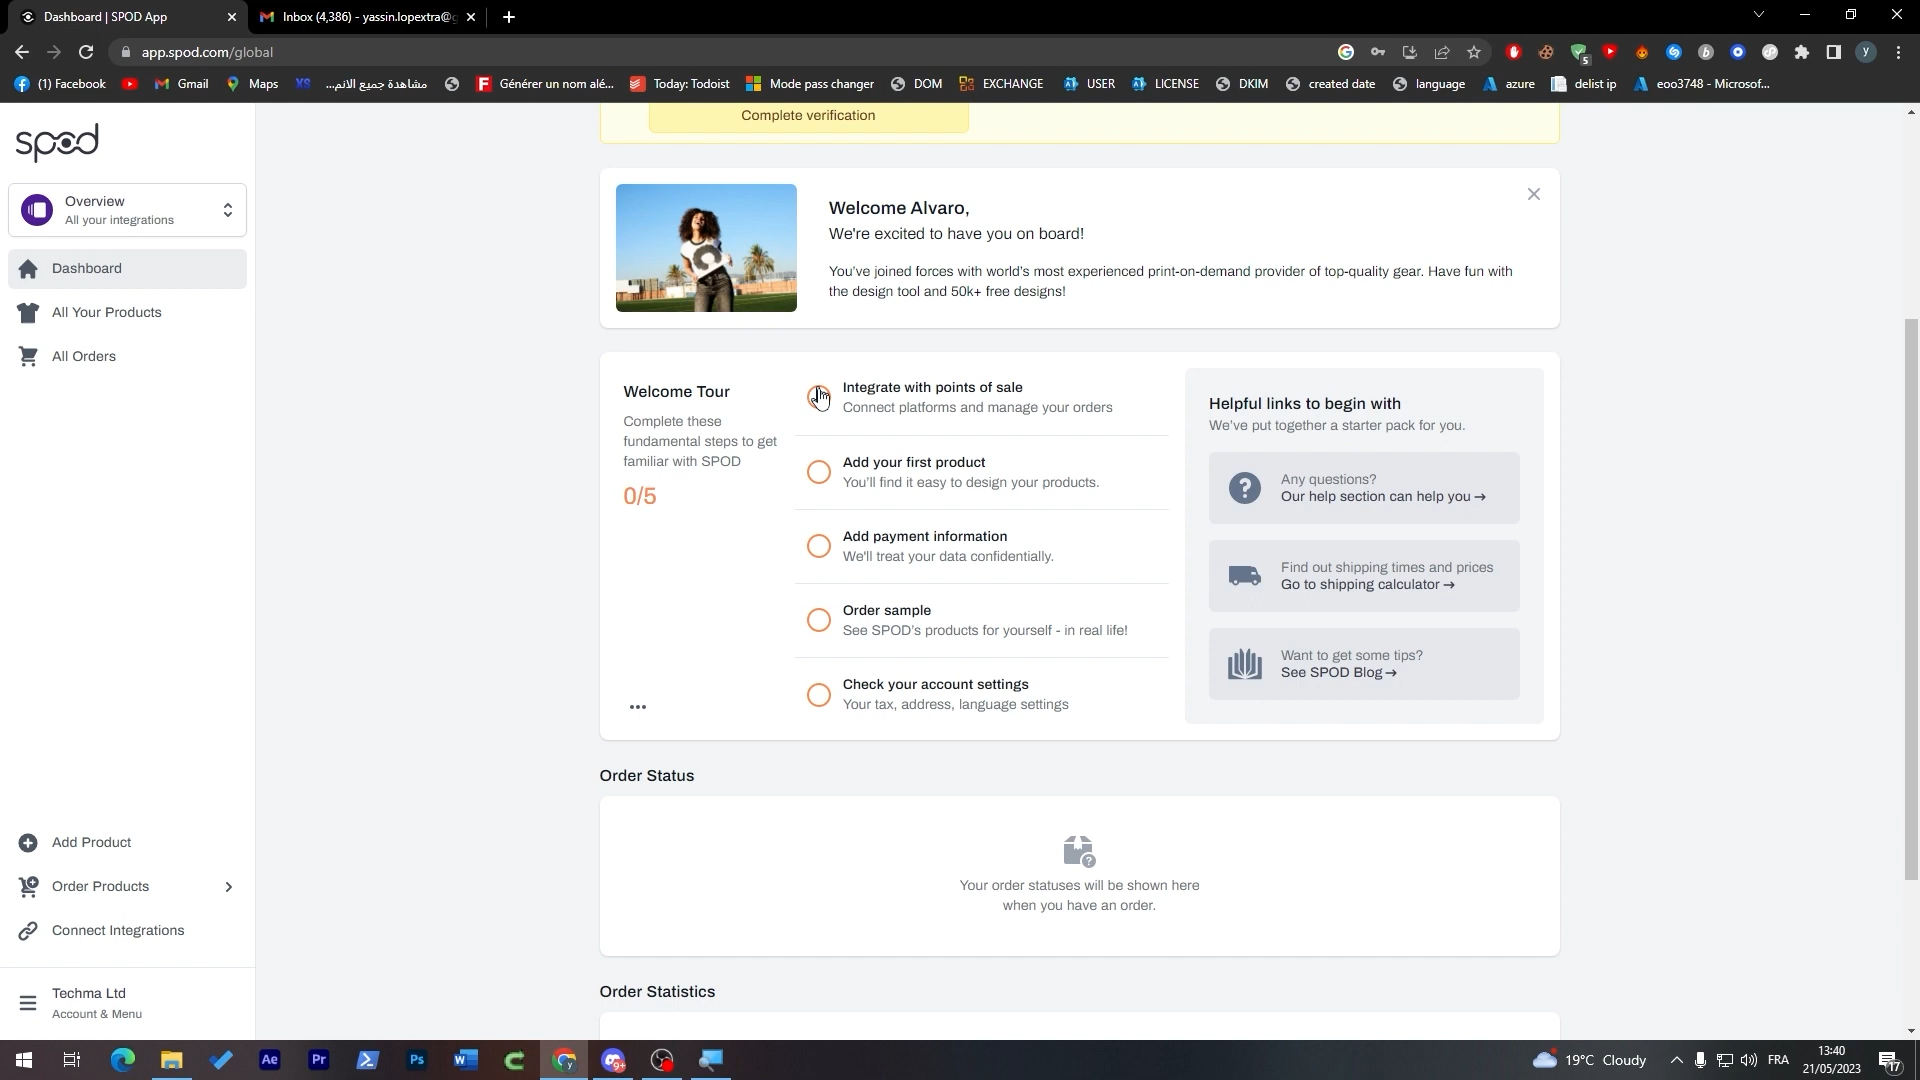 Dashboard | SPOD App
Inbox (4,386) - yassin.lopextra@g
app.spod.com/global
5
y
(1) Facebook
Gmail
Maps
XS
مشاهدة جميع الانم...
Générer un nom alé...
Today: Todoist
Mode pass changer
DOM
EXCHANGE
USER
LICENSE
DKIM
created date
language
azure
delist ip
eoo3748 - Microsof...
spod
Overview
All your integrations
Dashboard
All Your Products
All Orders
Add Product
Order Products
Connect Integrations
Techma Ltd
Account & Menu
Complete verification
Welcome Alvaro,
We're excited to have you on board!
You've joined forces with world's most experienced print-on-demand provider of top-quality gear. Have fun with
the design tool and 50k+ free designs!
Welcome Tour
Complete these
fundamental steps to get
familiar with SPOD
0/5
Integrate with points of sale
Connect platforms and manage your orders
Add your first product
You'll find it easy to design your products.
Add payment information
We'll treat your data confidentially.
Order sample
See SPOD's products for yourself - in real life!
Check your account settings
Your tax, address, language settings
Helpful links to begin with
We've put together a starter pack for you.
Any questions?
Our help section can help you →
Find out shipping times and prices
Go to shipping calculator →
Want to get some tips?
See SPOD Blog →
Order Status
Your order statuses will be shown here
when you have an order.
Order Statistics
Ae
Pr
Ps
W
9+
19°C Cloudy
FRA
13:40
21/05/2023
17